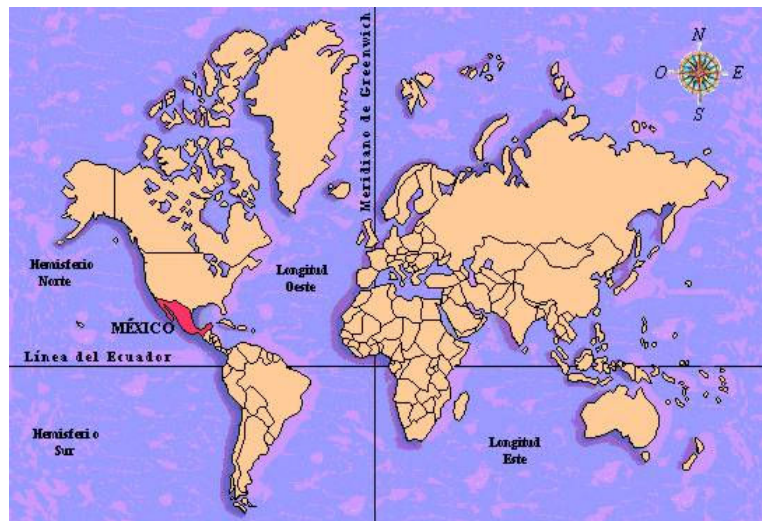 N
O
E
S
Meridiano de Greenwich
Hemisferio
Norte
Longitud
Oeste
MÉXICO
Línea del Ecuador
Hemisferio
Sur
Longitud
Este